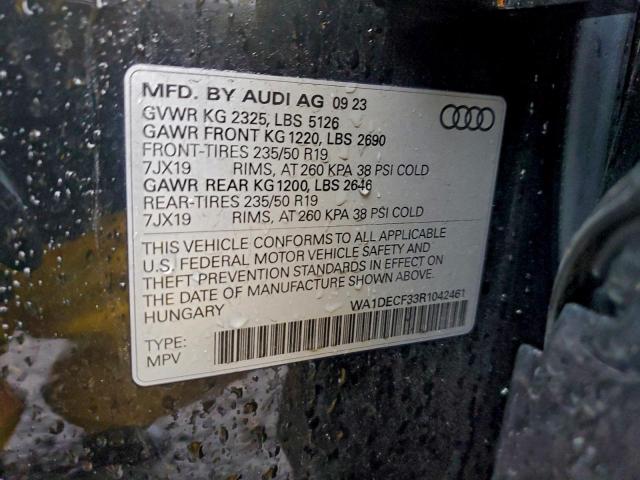 MFD. BY AUDI AG 09 23
GVWR KG 2325, LBS 5126
GAWR FRONT KG 1220, LBS 2690
FRONT-TIRES 235/50 R19
7JX19 RIMS, AT 260 KPA 38 PSI COLD
GAWR REAR KG 1200, LBS 2646
REAR-TIRES 235/50 R19
7JX19 RIMS, AT 260 KPA 38 PSI COLD
THIS VEHICLE CONFORMS TO ALL APPLICABLE
U.S. FEDERAL MOTOR VEHICLE SAFETY AND
THEFT PREVENTION STANDARDS IN EFFECT ON
THE DATE OF MANUFACTURE SHOWN ABOVE.
HUNGARY
WA1DECF33R1042461
TYPE:
MPV